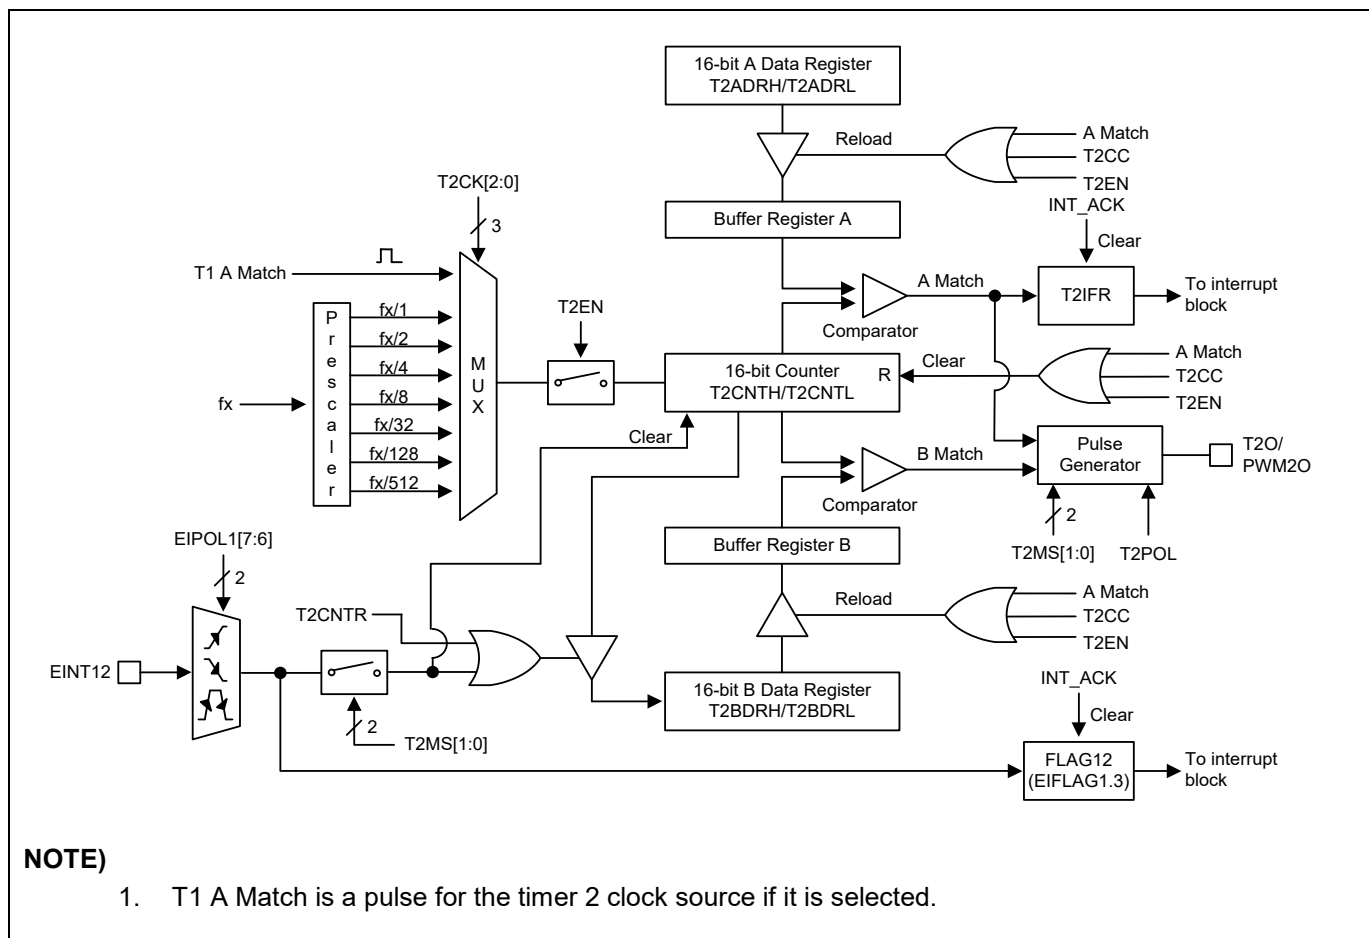 16-bit A Data Register
T2ADRH/T2ADRL
Reload
A Match
T2CC
T2EN
T2CK[2:0]
3
Buffer Register A
INT_ACK
Clear
T1 A Match
A Match
T2IFR
To interrupt
block
Comparator
Prescaler
fx/1
fx/2
fx/4
fx/8
fx/32
fx/128
fx/512
fx
MUX
T2EN
16-bit Counter
T2CNTH/T2CNTL
R
Clear
A Match
T2CC
T2EN
Clear
B Match
Pulse
Generator
T2O/
PWM2O
Comparator
2
T2MS[1:0]
T2POL
Buffer Register B
EIPOL1[7:6]
2
Reload
A Match
T2CC
T2EN
T2CNTR
EINT12
16-bit B Data Register
T2BDRH/T2BDRL
2
T2MS[1:0]
INT_ACK
Clear
FLAG12
(EIFLAG1.3)
To interrupt
block
NOTE)
1. T1 A Match is a pulse for the timer 2 clock source if it is selected.